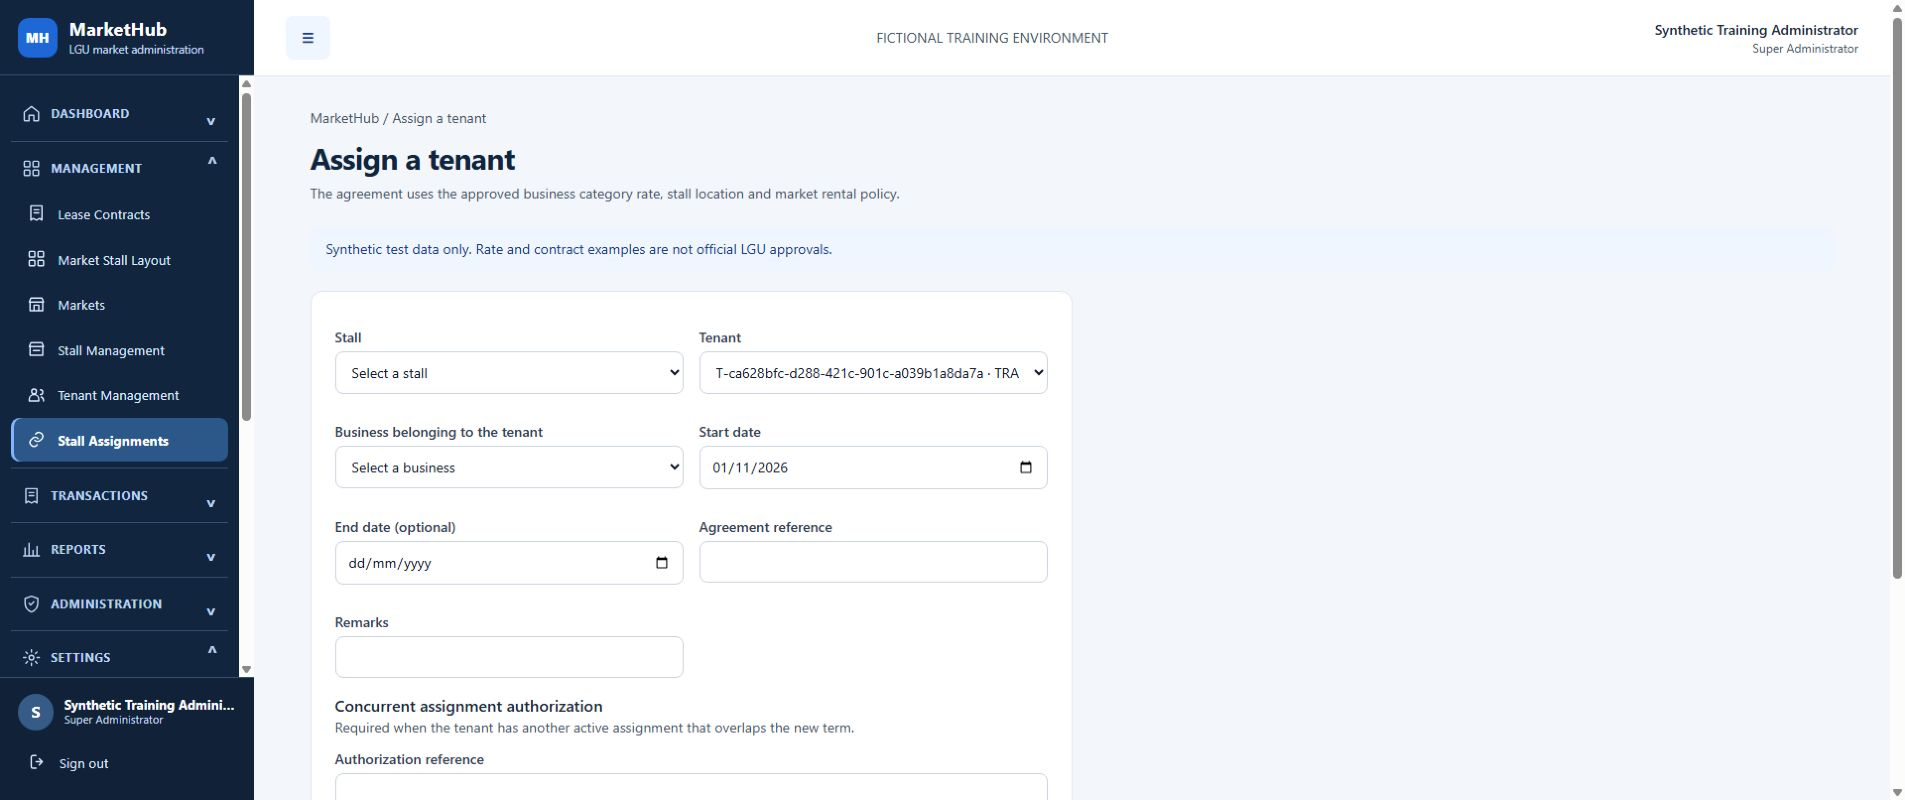 MH
MarketHub
LGU market administration
DASHBOARD
MANAGEMENT
Lease Contracts
Market Stall Layout
Markets
Stall Management
Tenant Management
Stall Assignments
TRANSACTIONS
REPORTS
ADMINISTRATION
SETTINGS
S
Synthetic Training Admini...
Super Administrator
Sign out
FICTIONAL TRAINING ENVIRONMENT
Synthetic Training Administrator
Super Administrator
MarketHub / Assign a tenant
Assign a tenant
The agreement uses the approved business category rate, stall location and market rental policy.
Synthetic test data only. Rate and contract examples are not official LGU approvals.
Stall
Select a stall
Tenant
T-ca628bfc-d288-421c-901c-a039b1a8da7a · TRA
Business belonging to the tenant
Select a business
Start date
01/11/2026
End date (optional)
dd/mm/yyyy
Agreement reference
Remarks
Concurrent assignment authorization
Required when the tenant has another active assignment that overlaps the new term.
Authorization reference